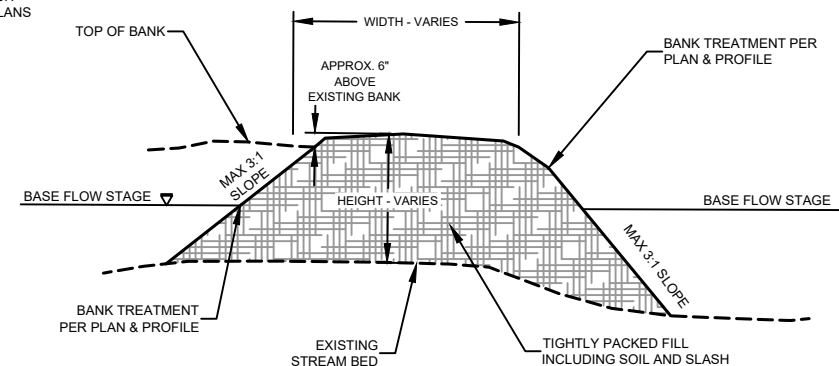 LANS
WIDTH - VARIES
TOP OF BANK
BANK TREATMENT PER
PLAN & PROFILE
APPROX. 6"
ABOVE
EXISTING BANK
MAX 3:1
SLOPE
BASE FLOW STAGE
HEIGHT - VARIES
BASE FLOW STAGE
MAX 3:1 SLOPE
BANK TREATMENT
PER PLAN & PROFILE
EXISTING
STREAM BED
TIGHTLY PACKED FILL
INCLUDING SOIL AND SLASH